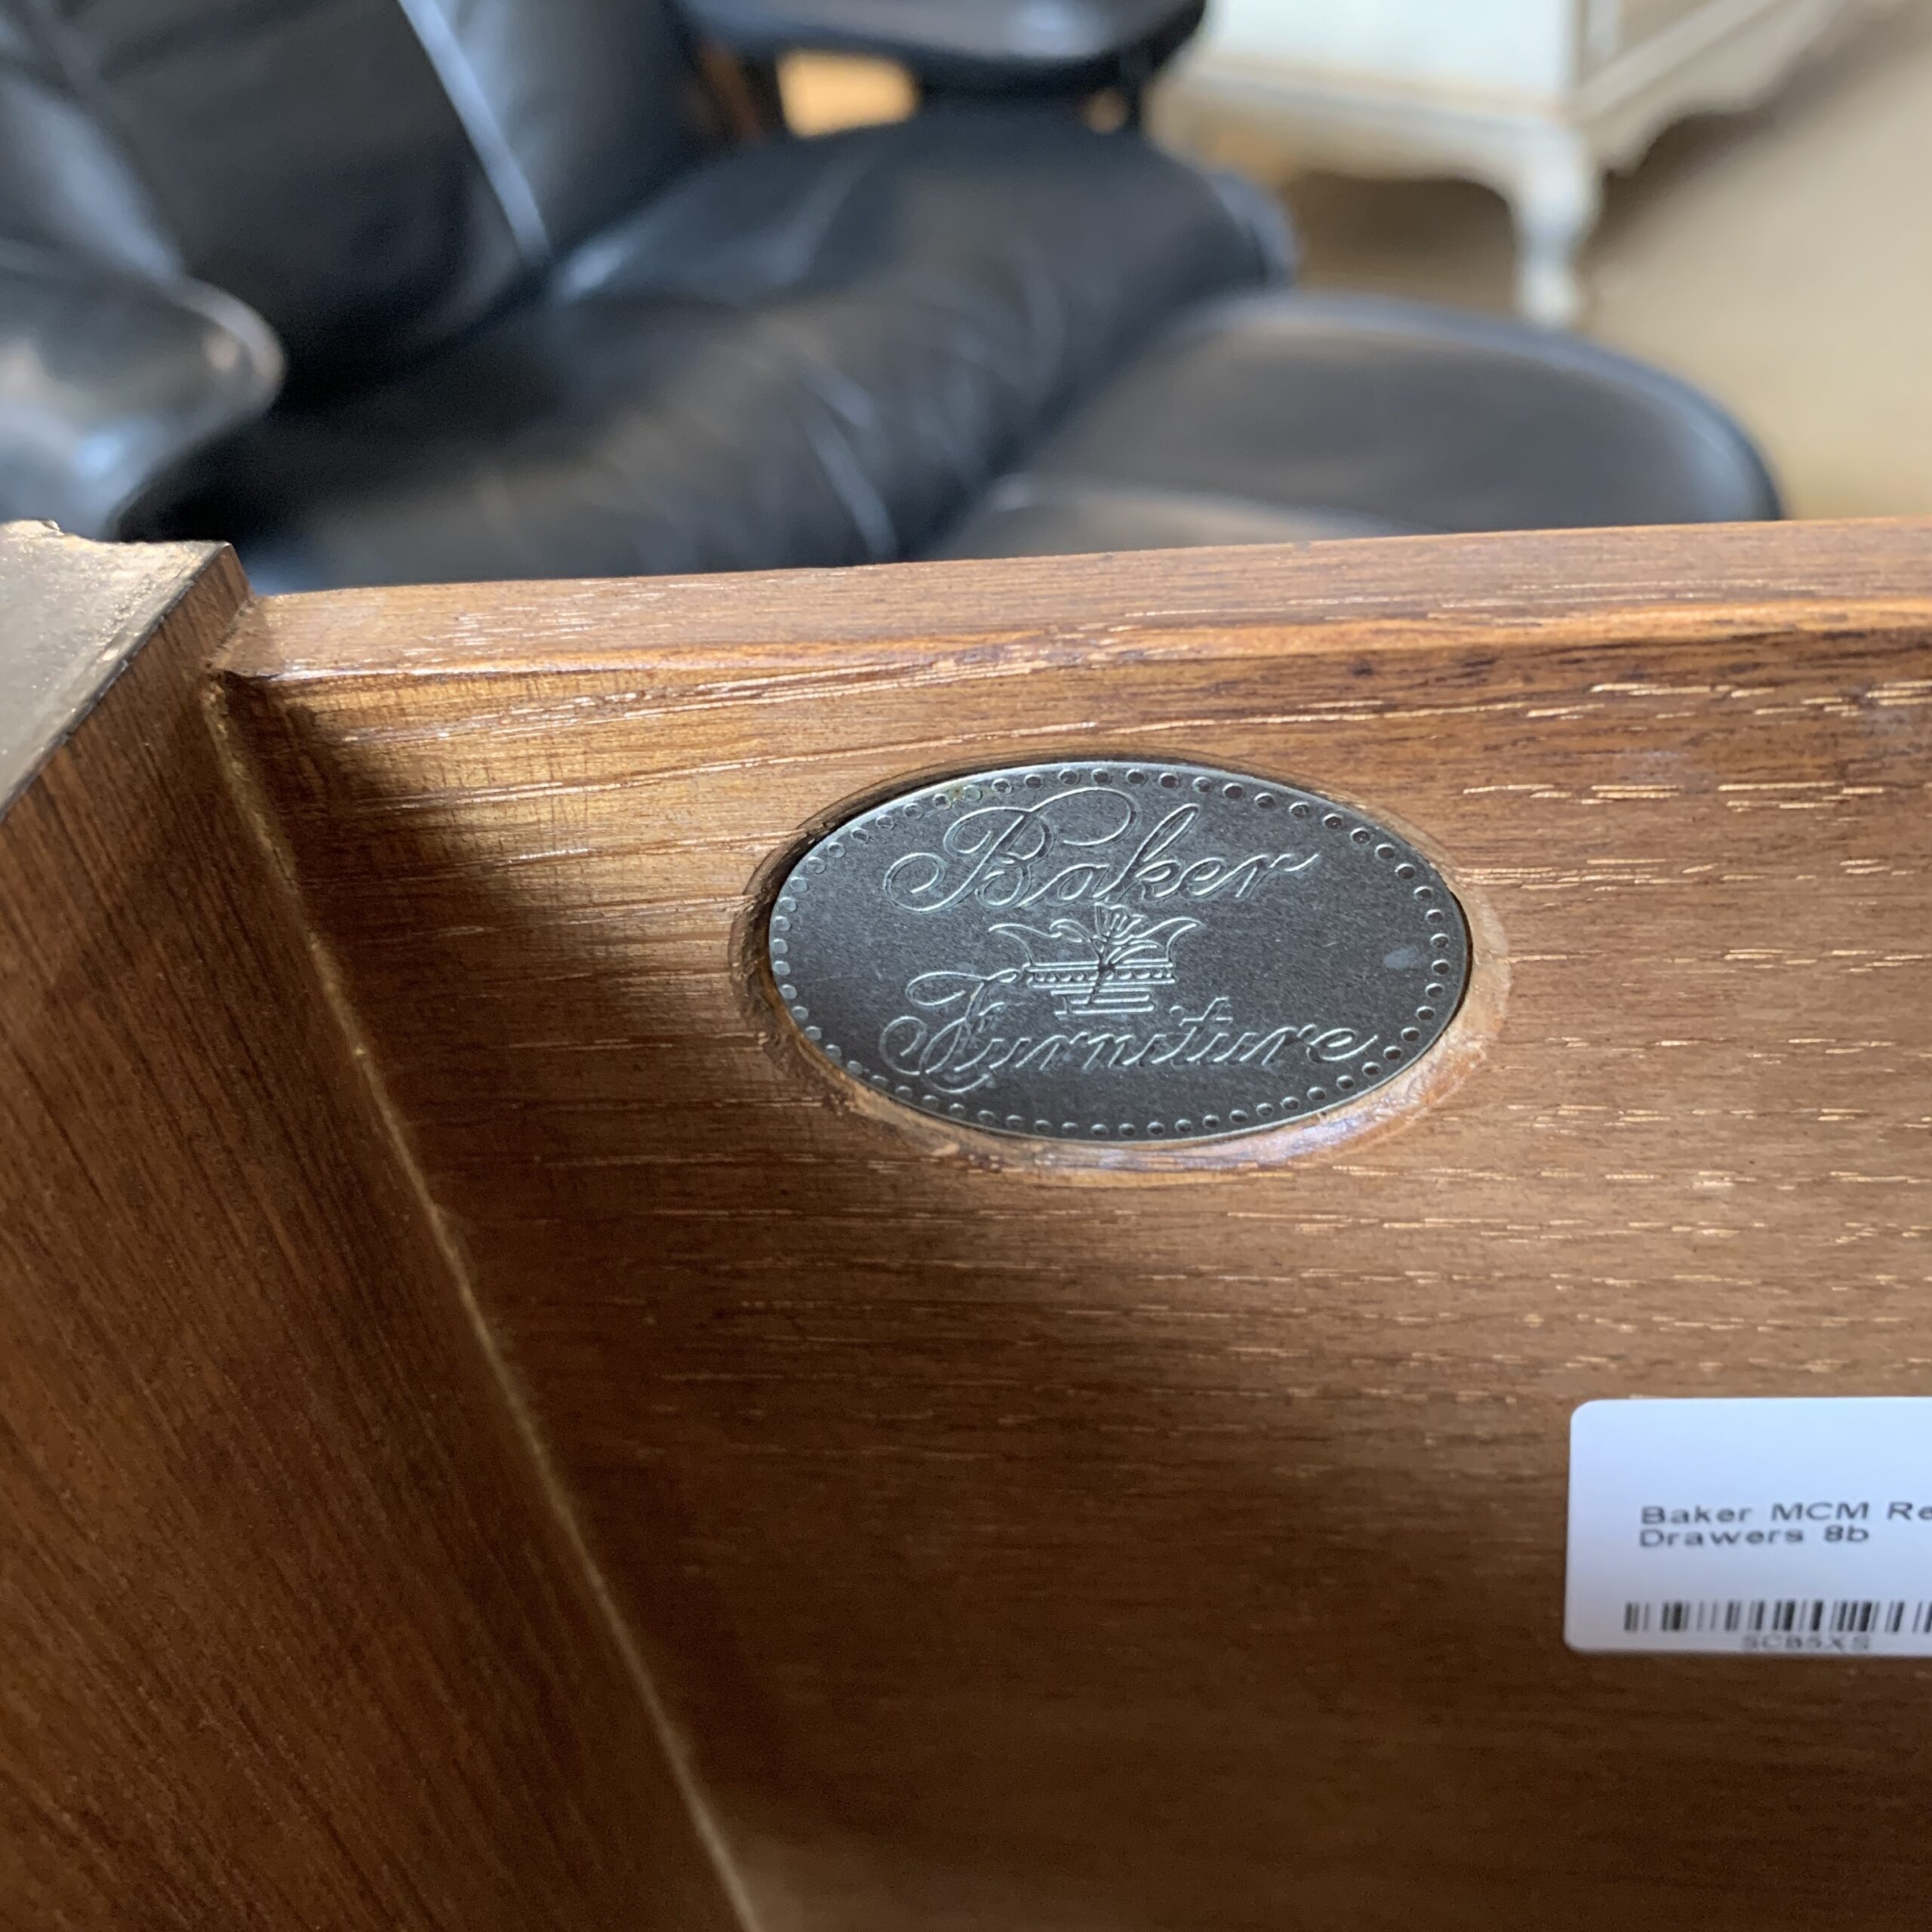 Baker
Furniture
Baker MCM Re
Drawers 8b
SCB5XS